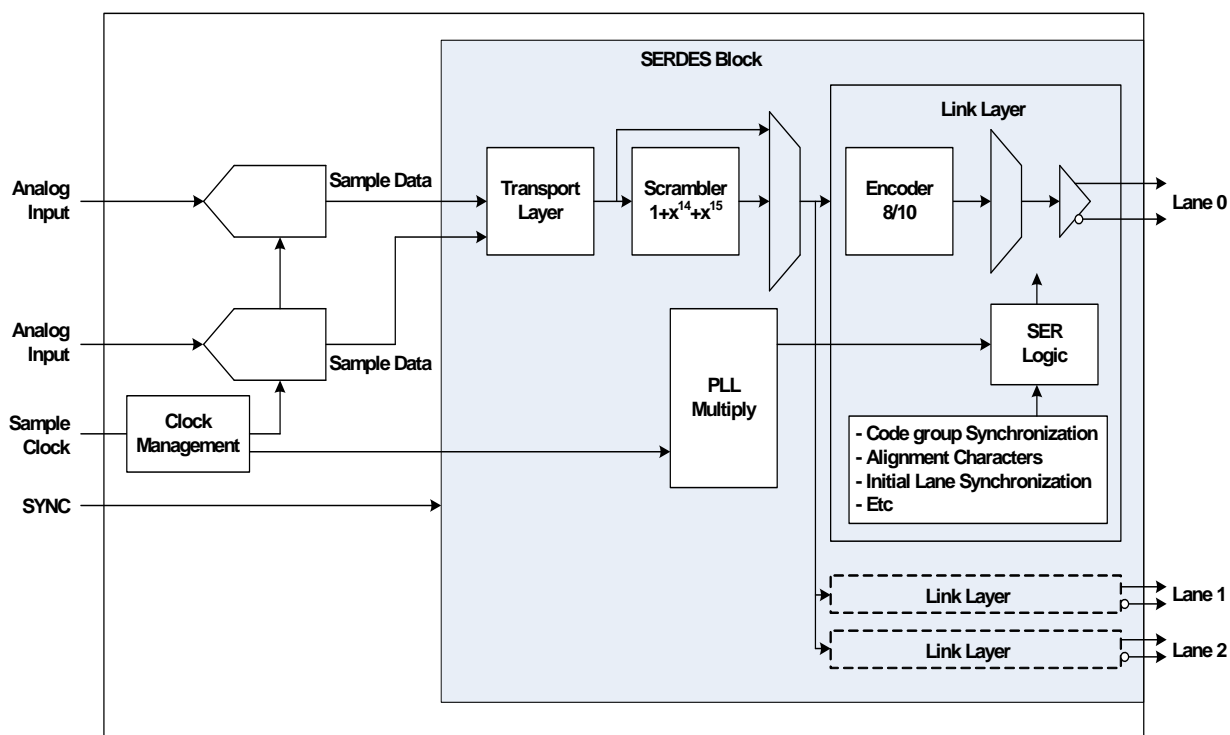 SERDES Block
Link Layer
Analog
Input
Sample Data
Transport
Layer
Scrambler
1+x^14+x^15
Encoder
8/10
Lane 0
Analog
Input
Sample Data
PLL
Multiply
SER
Logic
Sample
Clock
Clock
Management
- Code group Synchronization
- Alignment Characters
- Initial Lane Synchronization
- Etc
SYNC
Link Layer
Lane 1
Link Layer
Lane 2